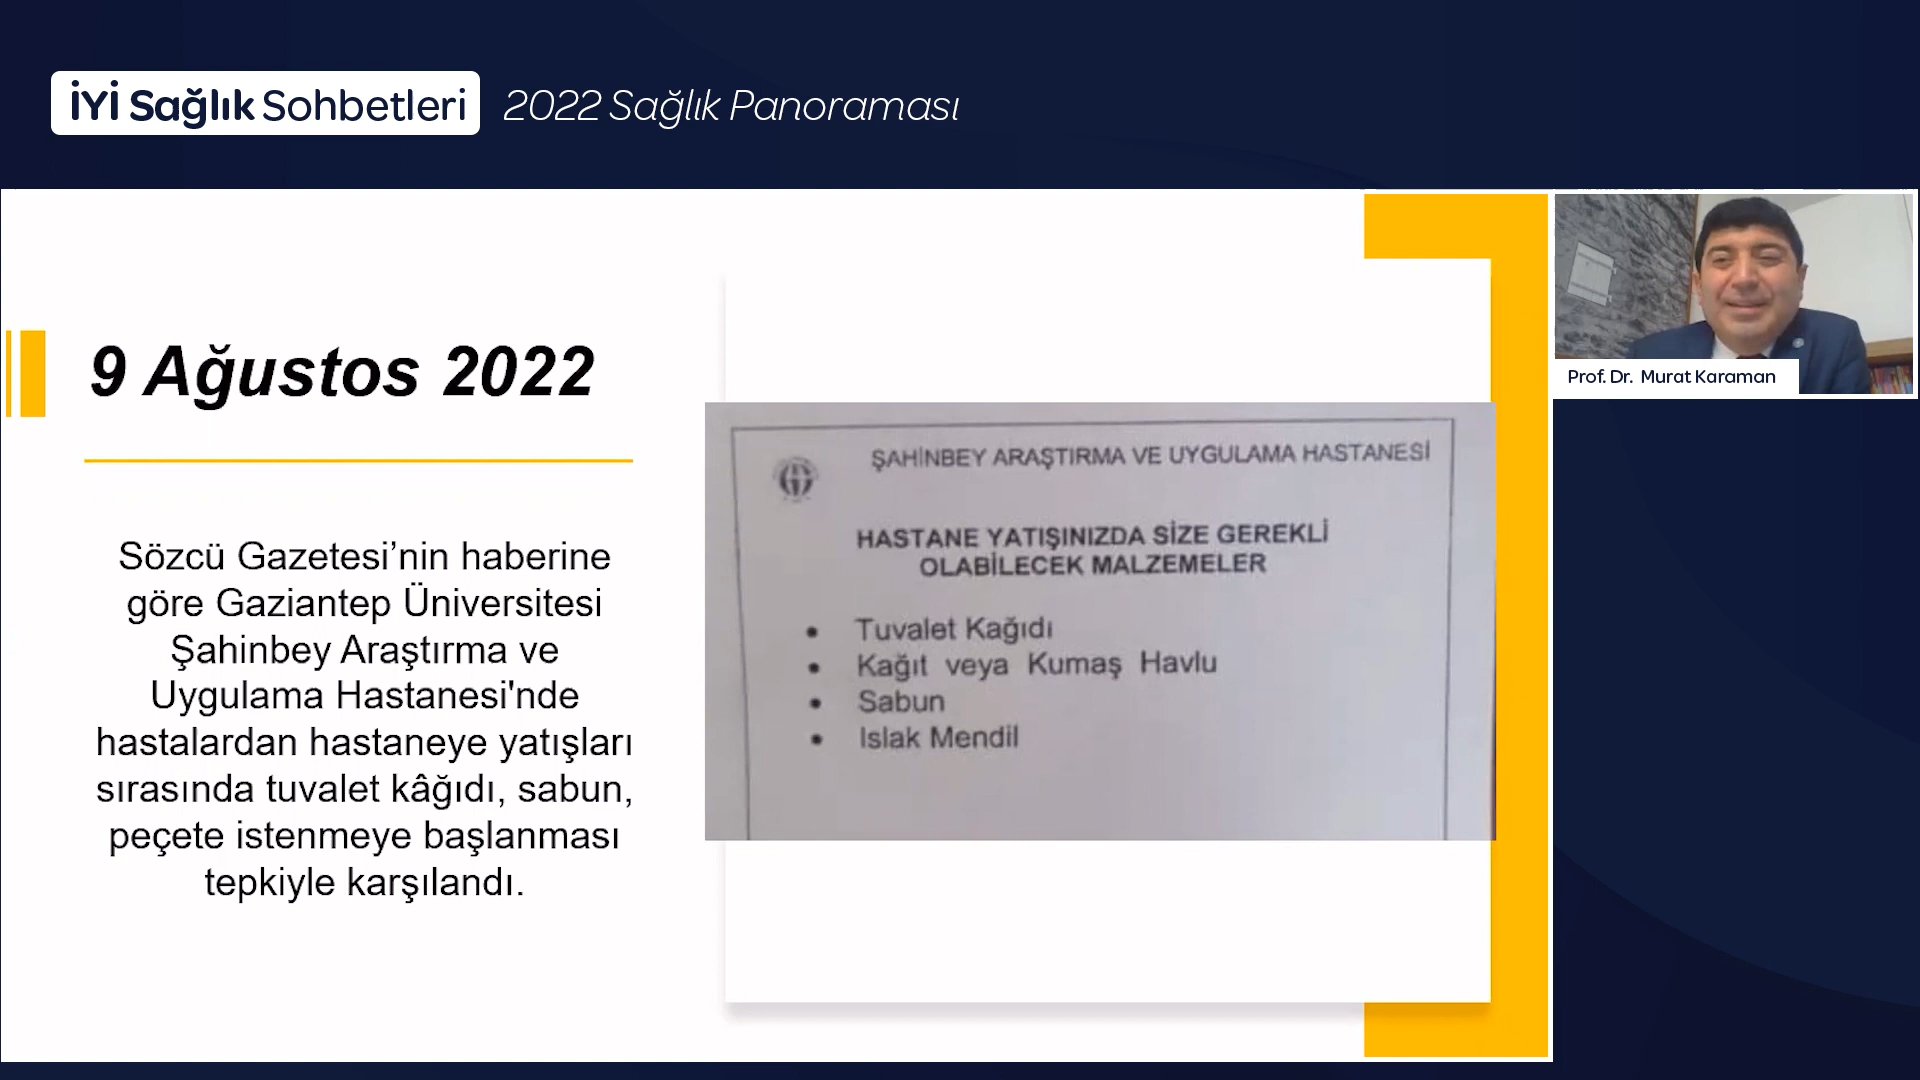 İYİ Sağlık Sohbetleri 2022 Sağlık Panoraması
9 Ağustos 2022
Sözcü Gazetesi’nin haberine
göre Gaziantep Üniversitesi
Şahinbey Araştırma ve
Uygulama Hastanesi'nde
hastalardan hastaneye yatışları
sırasında tuvalet kâğıdı, sabun,
peçete istenmeye başlanması
tepkiyle karşılandı.
ŞAHİNBEY ARAŞTIRMA VE UYGULAMA HASTANESİ
HASTANE YATIŞINIZDA SİZE GEREKLİ
OLABİLECEK MALZEMELER
• Tuvalet Kağıdı
• Kağıt veya Kumaş Havlu
• Sabun
• Islak Mendil
Prof. Dr. Murat Karaman